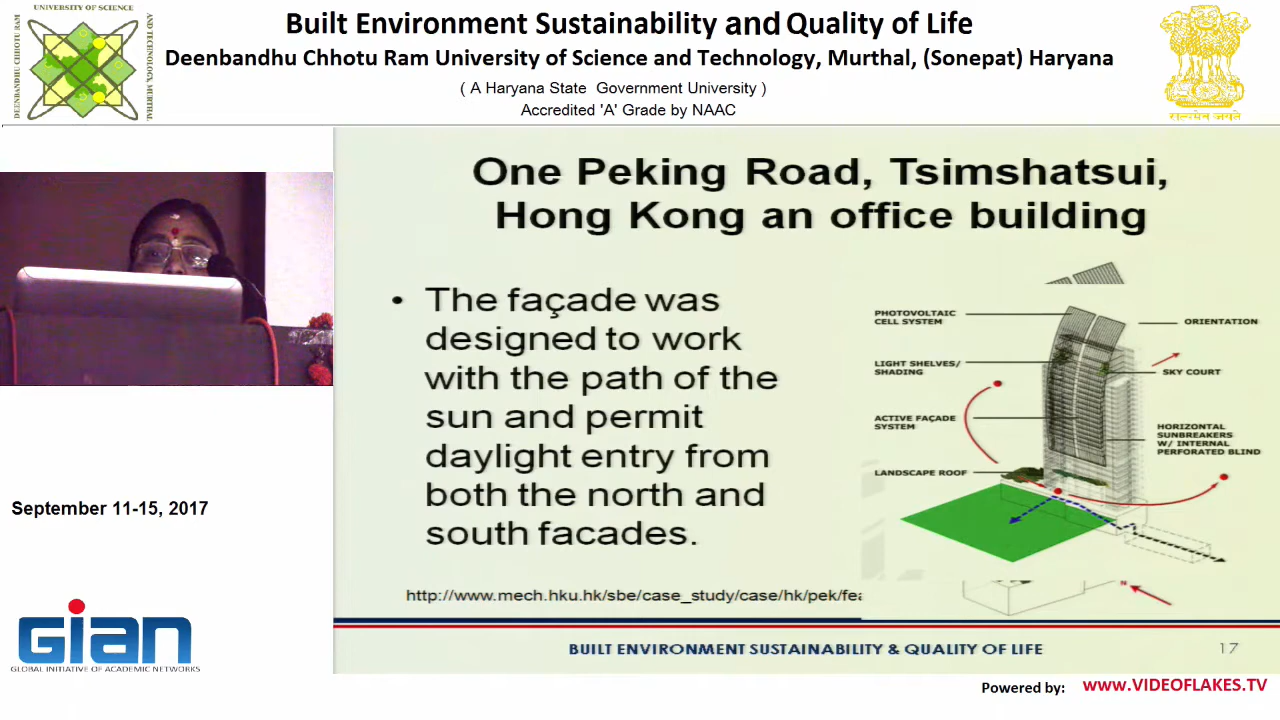 UNIVERSITY OF SCIENCE
DEENBANDHU CHHOTU RAM
AND TECHNOLOGY, MURTHAL
Built Environment Sustainability and Quality of Life
Deenbandhu Chhotu Ram University of Science and Technology, Murthal, (Sonepat) Haryana
( A Haryana State Government University )
Accredited 'A' Grade by NAAC
सत्यमेव जयते
One Peking Road, Tsimshatsui,
Hong Kong an office building
• The façade was
designed to work
with the path of the
sun and permit
daylight entry from
both the north and
south facades.
http://www.mech.hku.hk/sbe/case_study/case/hk/pek/fea
PHOTOVOLTAIC
CELL SYSTEM
ORIENTATION
LIGHT SHELVES/
SHADING
SKY COURT
ACTIVE FAÇADE
SYSTEM
HORIZONTAL
SUNBREAKERS
W/ INTERNAL
PERFORATED BLIND
LANDSCAPE ROOF
N
September 11-15, 2017
GIAN
GLOBAL INITIATIVE OF ACADEMIC NETWORKS
BUILT ENVIRONMENT SUSTAINABILITY & QUALITY OF LIFE
17
Powered by: www.VIDEOFLAKES.TV